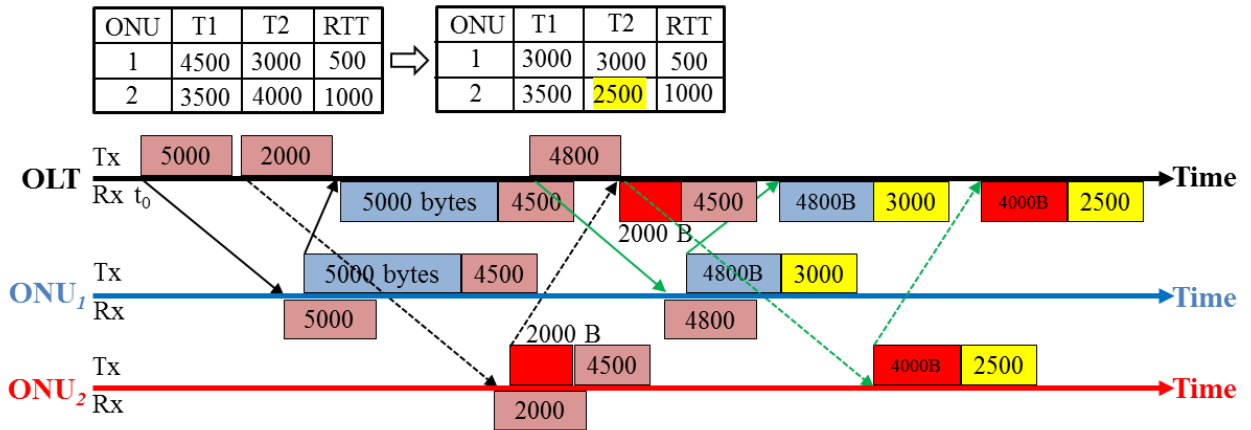 ONU T1 T2 RTT
1 4500 3000 500
2 3500 4000 1000
ONU T1 T2 RTT
1 3000 3000 500
2 3500 2500 1000
5000 2000 4800
Tx
OLT Time
Rx t0
5000 bytes 4500 4500 4800B 3000 4000B 2500
2000 B
Tx 5000 bytes 4500 4800B 3000
ONU1 Time
Rx 5000 4800
2000 B
Tx 4500 4000B 2500
ONU2 Time
Rx 2000